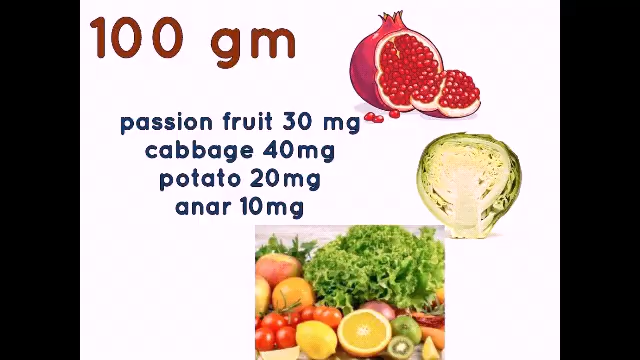 100 gm
passion fruit 30 mg
cabbage 40mg
potato 20mg
anar 10mg